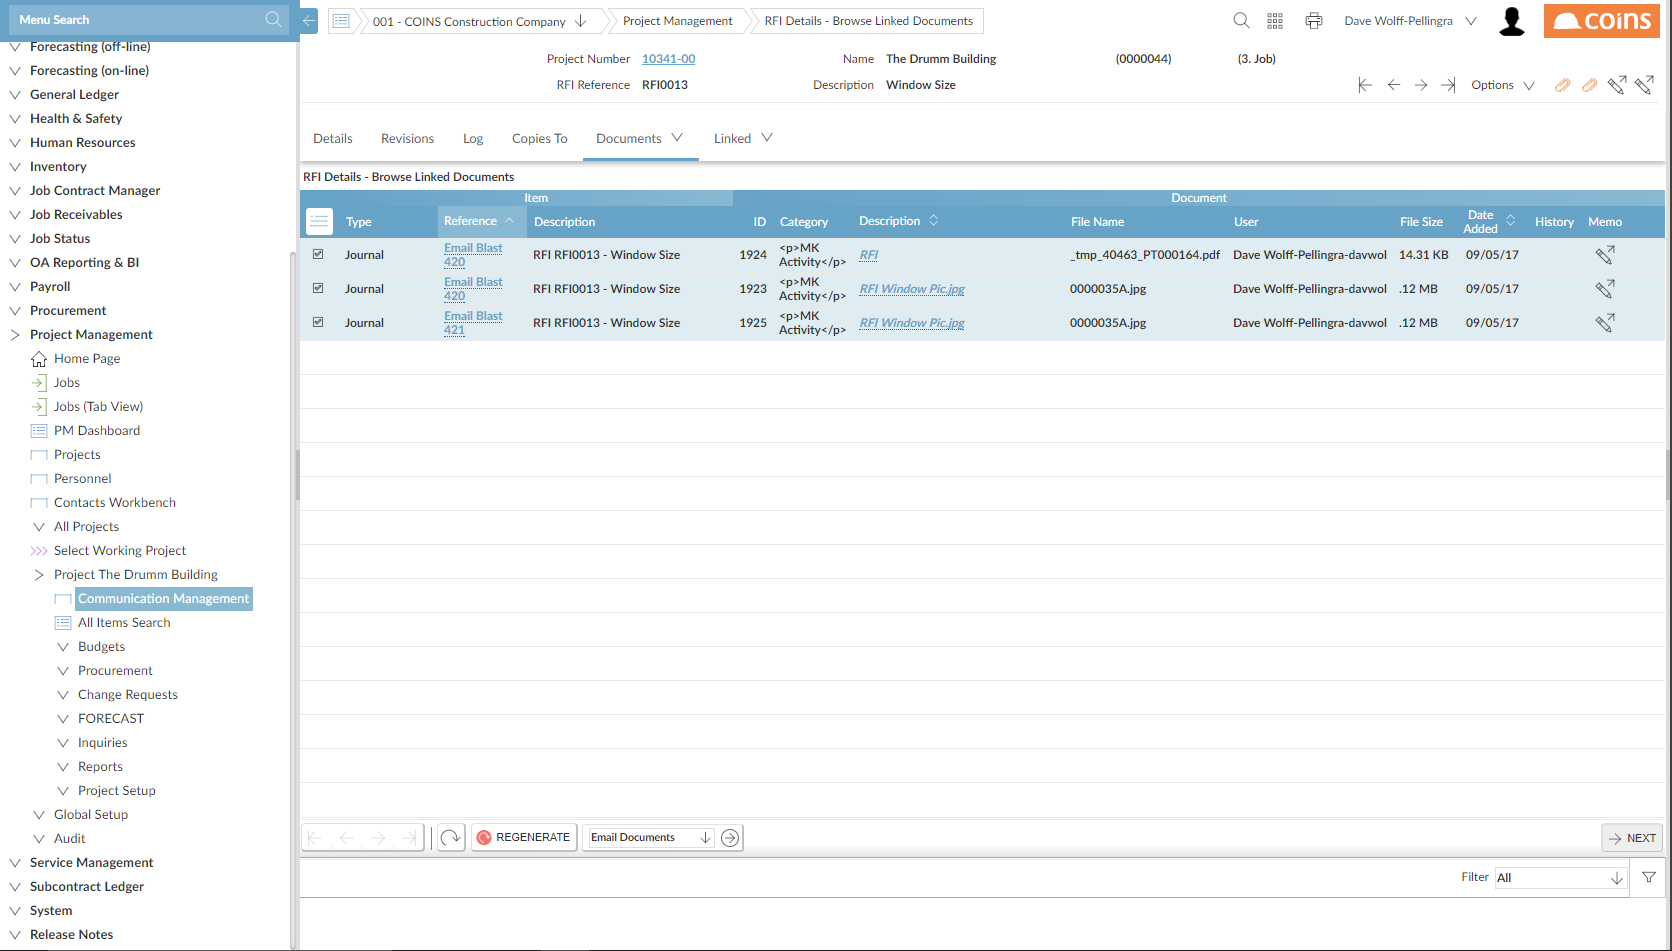 Menu Search
Forecasting (off-line)
Forecasting (on-line)
General Ledger
Health & Safety
Human Resources
Inventory
Job Contract Manager
Job Receivables
Job Status
OA Reporting & BI
Payroll
Procurement
Project Management
Home Page
Jobs
Jobs (Tab View)
PM Dashboard
Projects
Personnel
Contacts Workbench
All Projects
Select Working Project
Project The Drumm Building
Communication Management
All Items Search
Budgets
Procurement
Change Requests
FORECAST
Inquiries
Reports
Project Setup
Global Setup
Audit
Service Management
Subcontract Ledger
System
Release Notes
001 - COINS Construction Company Project Management RFI Details - Browse Linked Documents Dave Wolff-Pellingra coins
Project Number 10341-00 Name The Drumm Building (0000044) (3. Job)
RFI Reference RFI0013 Description Window Size Options
Details Revisions Log Copies To Documents Linked
RFI Details - Browse Linked Documents
Item Document
Type Reference Description ID Category Description File Name User File Size Date Added History Memo
Journal Email Blast 420 RFI RFI0013 - Window Size 1924 <p>MK Activity</p> RFI _tmp_40463_PT000164.pdf Dave Wolff-Pellingra-davwol 14.31 KB 09/05/17
Journal Email Blast 420 RFI RFI0013 - Window Size 1923 <p>MK Activity</p> RFI Window Pic.jpg 0000035A.jpg Dave Wolff-Pellingra-davwol .12 MB 09/05/17
Journal Email Blast 421 RFI RFI0013 - Window Size 1925 <p>MK Activity</p> RFI Window Pic.jpg 0000035A.jpg Dave Wolff-Pellingra-davwol .12 MB 09/05/17
REGENERATE Email Documents NEXT
Filter All